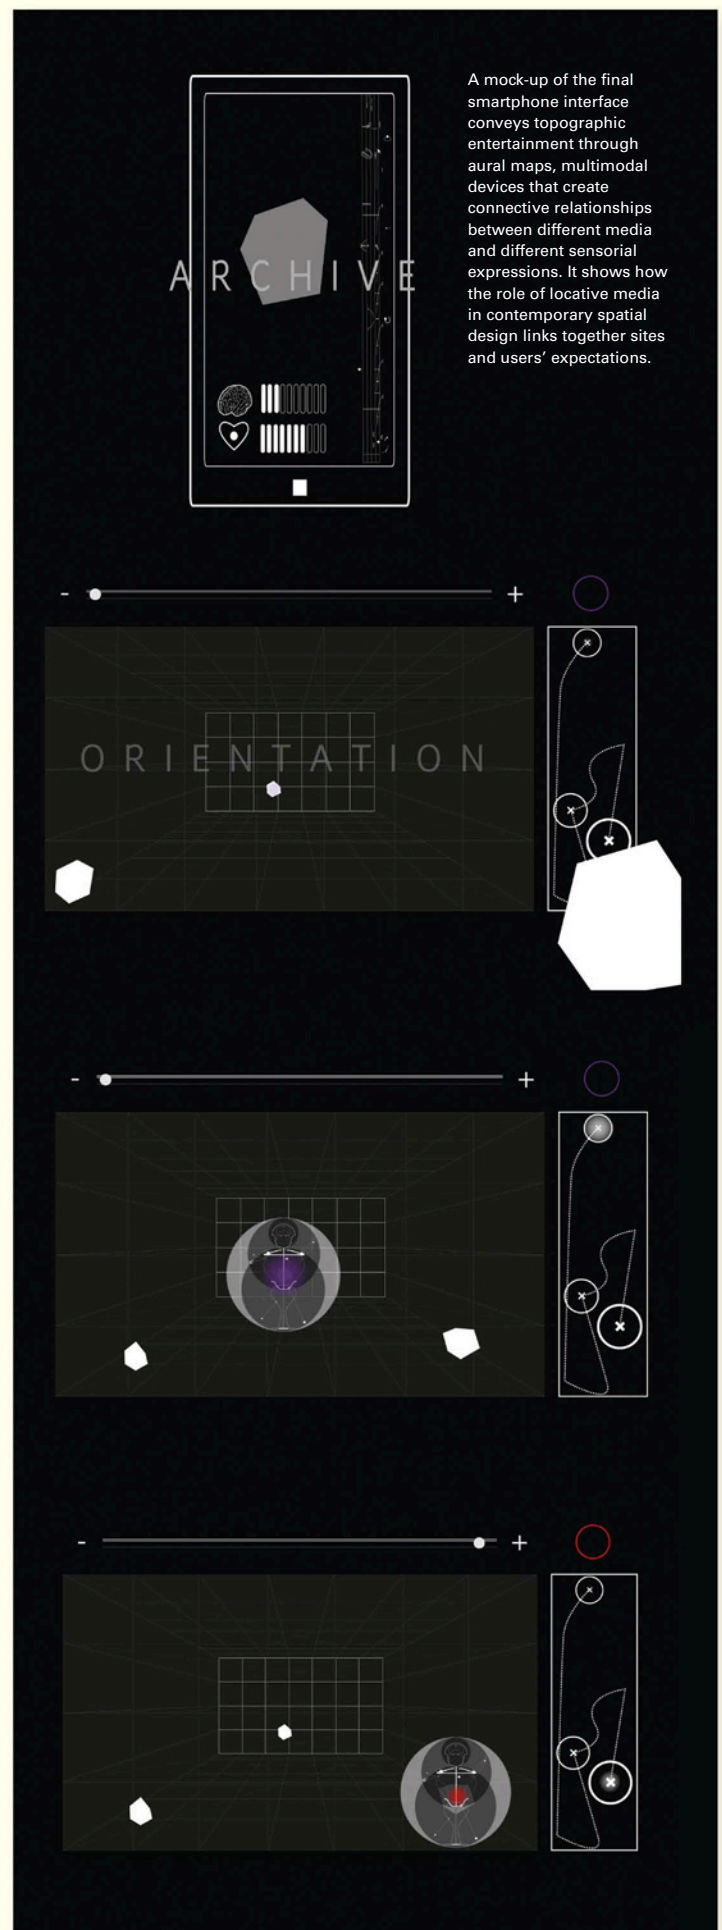 A mock-up of the final
smartphone interface
conveys topographic
entertainment through
aural maps, multimodal
devices that create
connective relationships
between different media
and different sensorial
expressions. It shows how
the role of locative media
in contemporary spatial
design links together sites
and users’ expectations.
ARCHIVE
- +
ORIENTATION
- +
- +